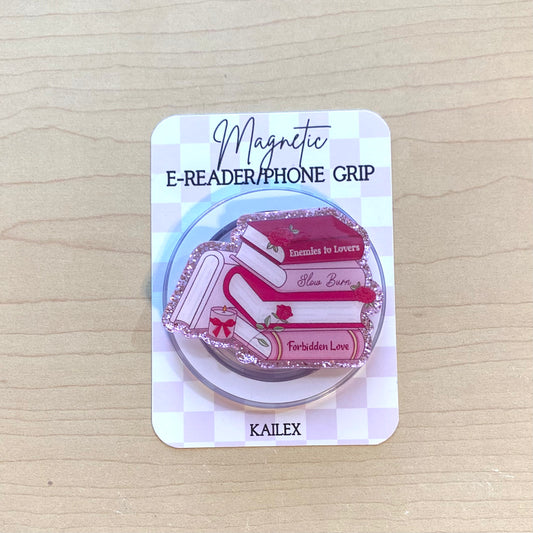 Magnetic
E-READER/PHONE GRIP
Enemies to Lovers
Slow Burn
Forbidden Love
KAILEX